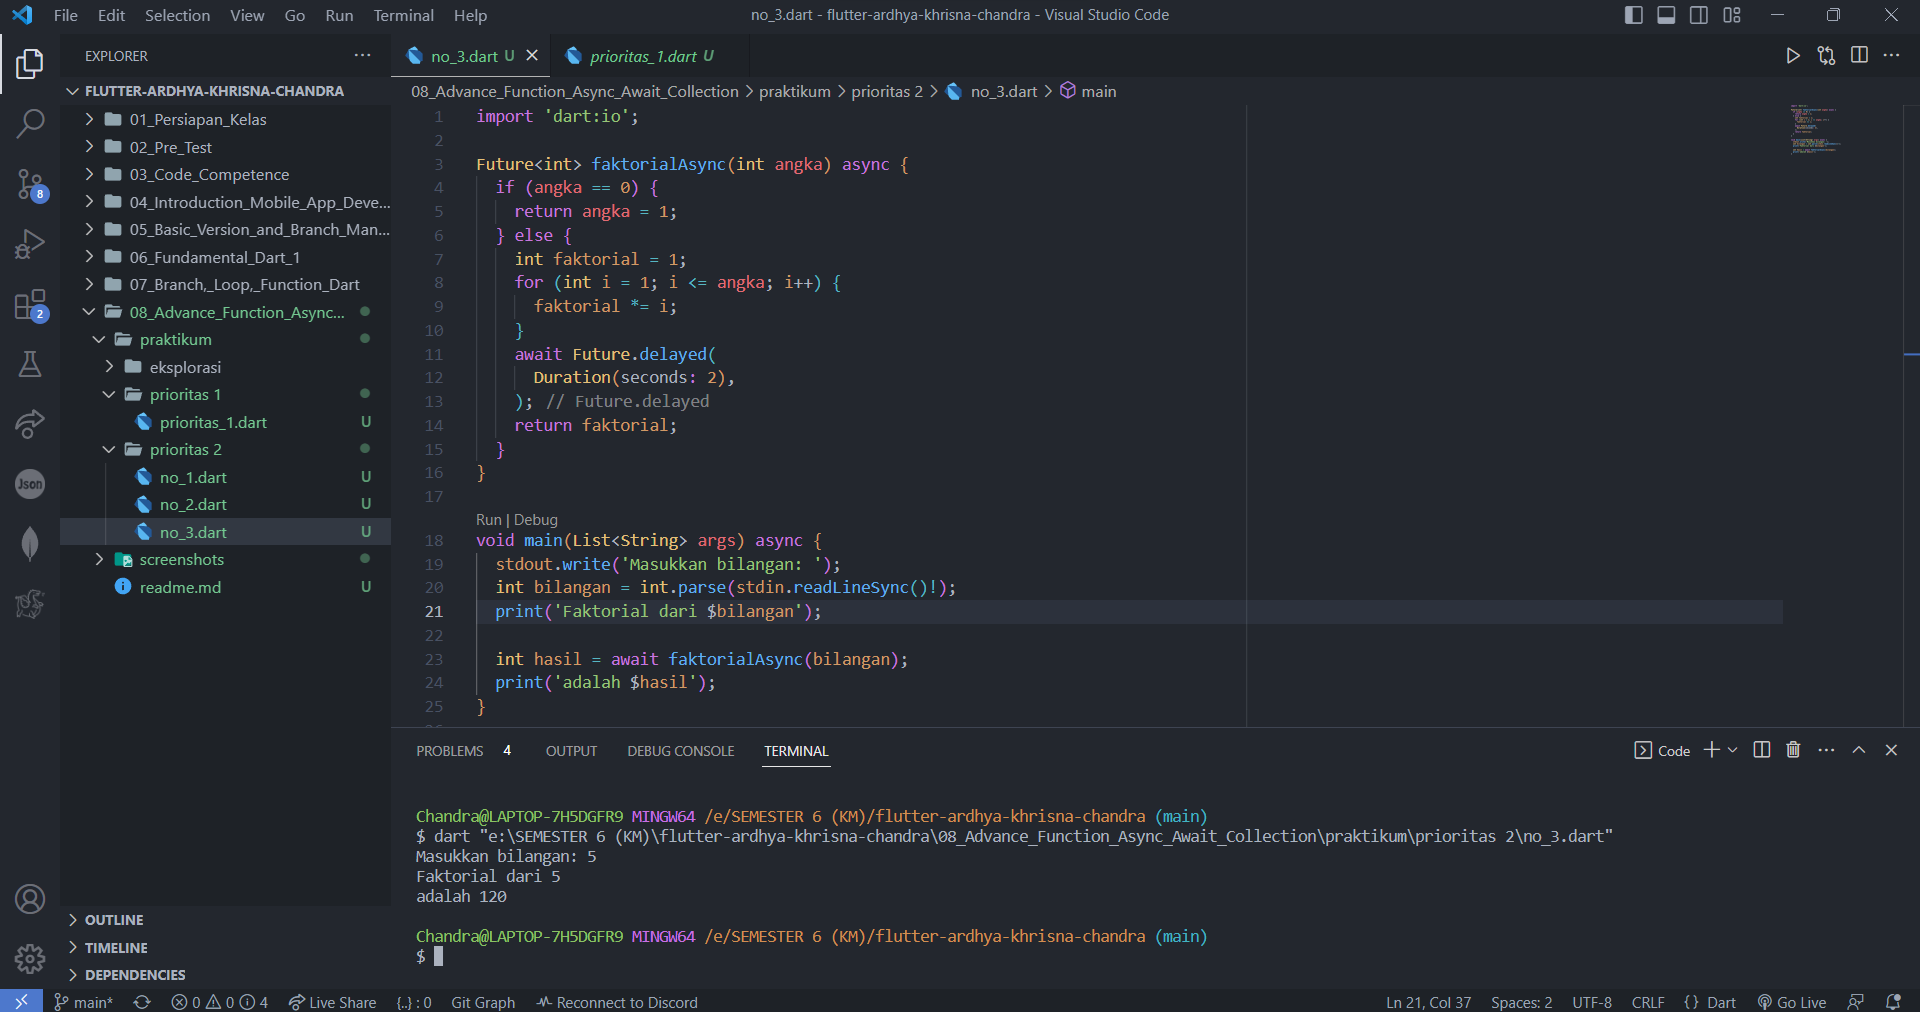 File Edit Selection View Go Run Terminal Help
no_3.dart - flutter-ardhya-khrisna-chandra - Visual Studio Code
EXPLORER
FLUTTER-ARDHYA-KHRISNA-CHANDRA
01_Persiapan_Kelas
02_Pre_Test
03_Code_Competence
04_Introduction_Mobile_App_Deve...
05_Basic_Version_and_Branch_Man...
06_Fundamental_Dart_1
07_Branch,_Loop,_Function_Dart
08_Advance_Function_Async...
praktikum
eksplorasi
prioritas 1
prioritas_1.dart U
prioritas 2
no_1.dart U
no_2.dart U
no_3.dart U
screenshots
readme.md U
OUTLINE
TIMELINE
DEPENDENCIES
8
2
Json
no_3.dart U
prioritas_1.dart U
08_Advance_Function_Async_Await_Collection > praktikum > prioritas 2 > no_3.dart > main
1 import 'dart:io';
2
3 Future<int> faktorialAsync(int angka) async {
4 if (angka == 0) {
5 return angka = 1;
6 } else {
7 int faktorial = 1;
8 for (int i = 1; i <= angka; i++) {
9 faktorial *= i;
10 }
11 await Future.delayed(
12 Duration(seconds: 2),
13 ); // Future.delayed
14 return faktorial;
15 }
16 }
17
Run | Debug
18 void main(List<String> args) async {
19 stdout.write('Masukkan bilangan: ');
20 int bilangan = int.parse(stdin.readLineSync()!);
21 print('Faktorial dari $bilangan');
22
23 int hasil = await faktorialAsync(bilangan);
24 print('adalah $hasil');
25 }
PROBLEMS 4 OUTPUT DEBUG CONSOLE TERMINAL
Code
Chandra@LAPTOP-7H5DGFR9 MINGW64 /e/SEMESTER 6 (KM)/flutter-ardhya-khrisna-chandra (main)
$ dart "e:\SEMESTER 6 (KM)\flutter-ardhya-khrisna-chandra\08_Advance_Function_Async_Await_Collection\praktikum\prioritas 2\no_3.dart"
Masukkan bilangan: 5
Faktorial dari 5
adalah 120
Chandra@LAPTOP-7H5DGFR9 MINGW64 /e/SEMESTER 6 (KM)/flutter-ardhya-khrisna-chandra (main)
$
main* 0 0 4 Live Share {..} : 0 Git Graph Reconnect to Discord
Ln 21, Col 37 Spaces: 2 UTF-8 CRLF {} Dart Go Live